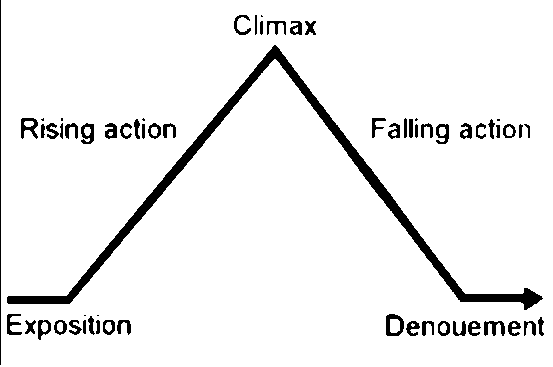 Climax
Rising action
Falling action
Exposition
Denouement